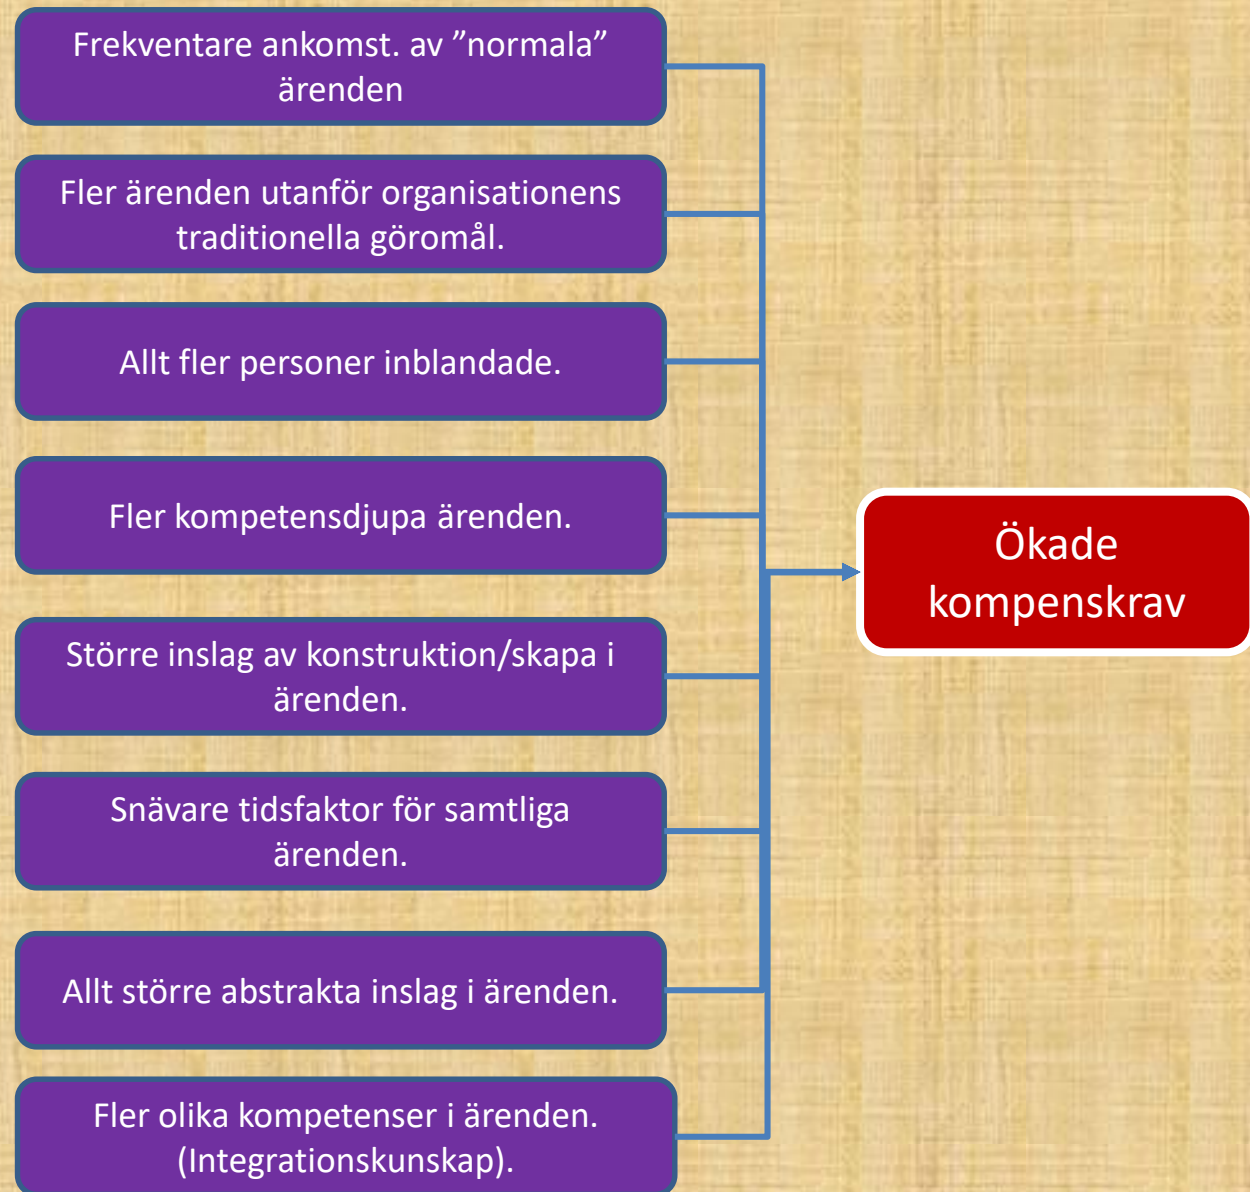 Frekventare ankomst. av ”normala”
ärenden
Fler ärenden utanför organisationens
traditionella göromål.
Allt fler personer inblandade.
Fler kompetensdjupa ärenden.
Större inslag av konstruktion/skapa i
ärenden.
Snävare tidsfaktor för samtliga
ärenden.
Allt större abstrakta inslag i ärenden.
Fler olika kompetenser i ärenden.
(Integrationskunskap).
Ökade
kompenskrav